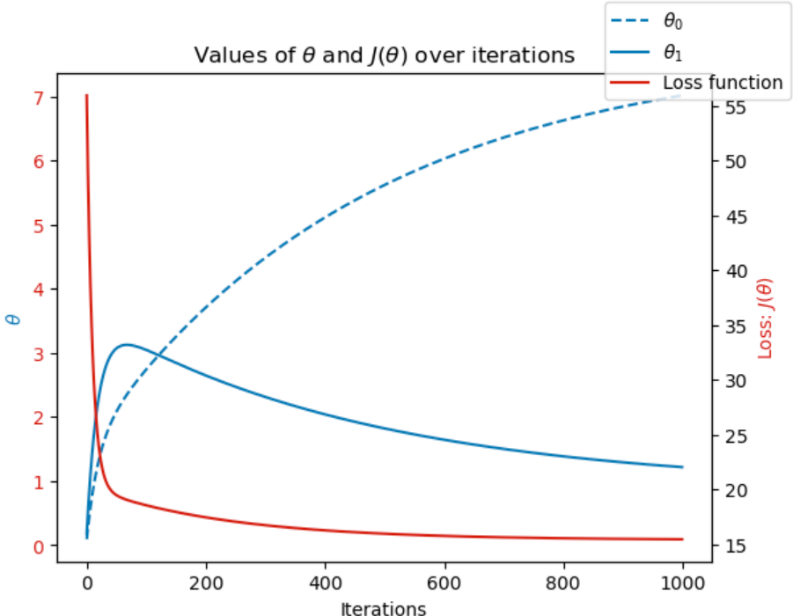 θ₀
θ₁
Loss function
Values of θ and J(θ) over iterations
7
6
5
4
3
2
1
0
θ
55
50
45
40
35
30
25
20
15
Loss: J(θ)
0 200 400 600 800 1000
Iterations